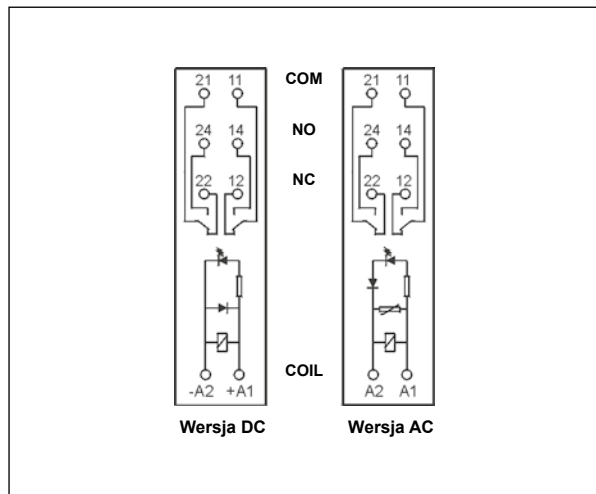 21 11 COM 21 11
24 14 NO 24 14
22 12 NC 22 12
-A2 +A1 COIL A2 A1
Wersja DC Wersja AC